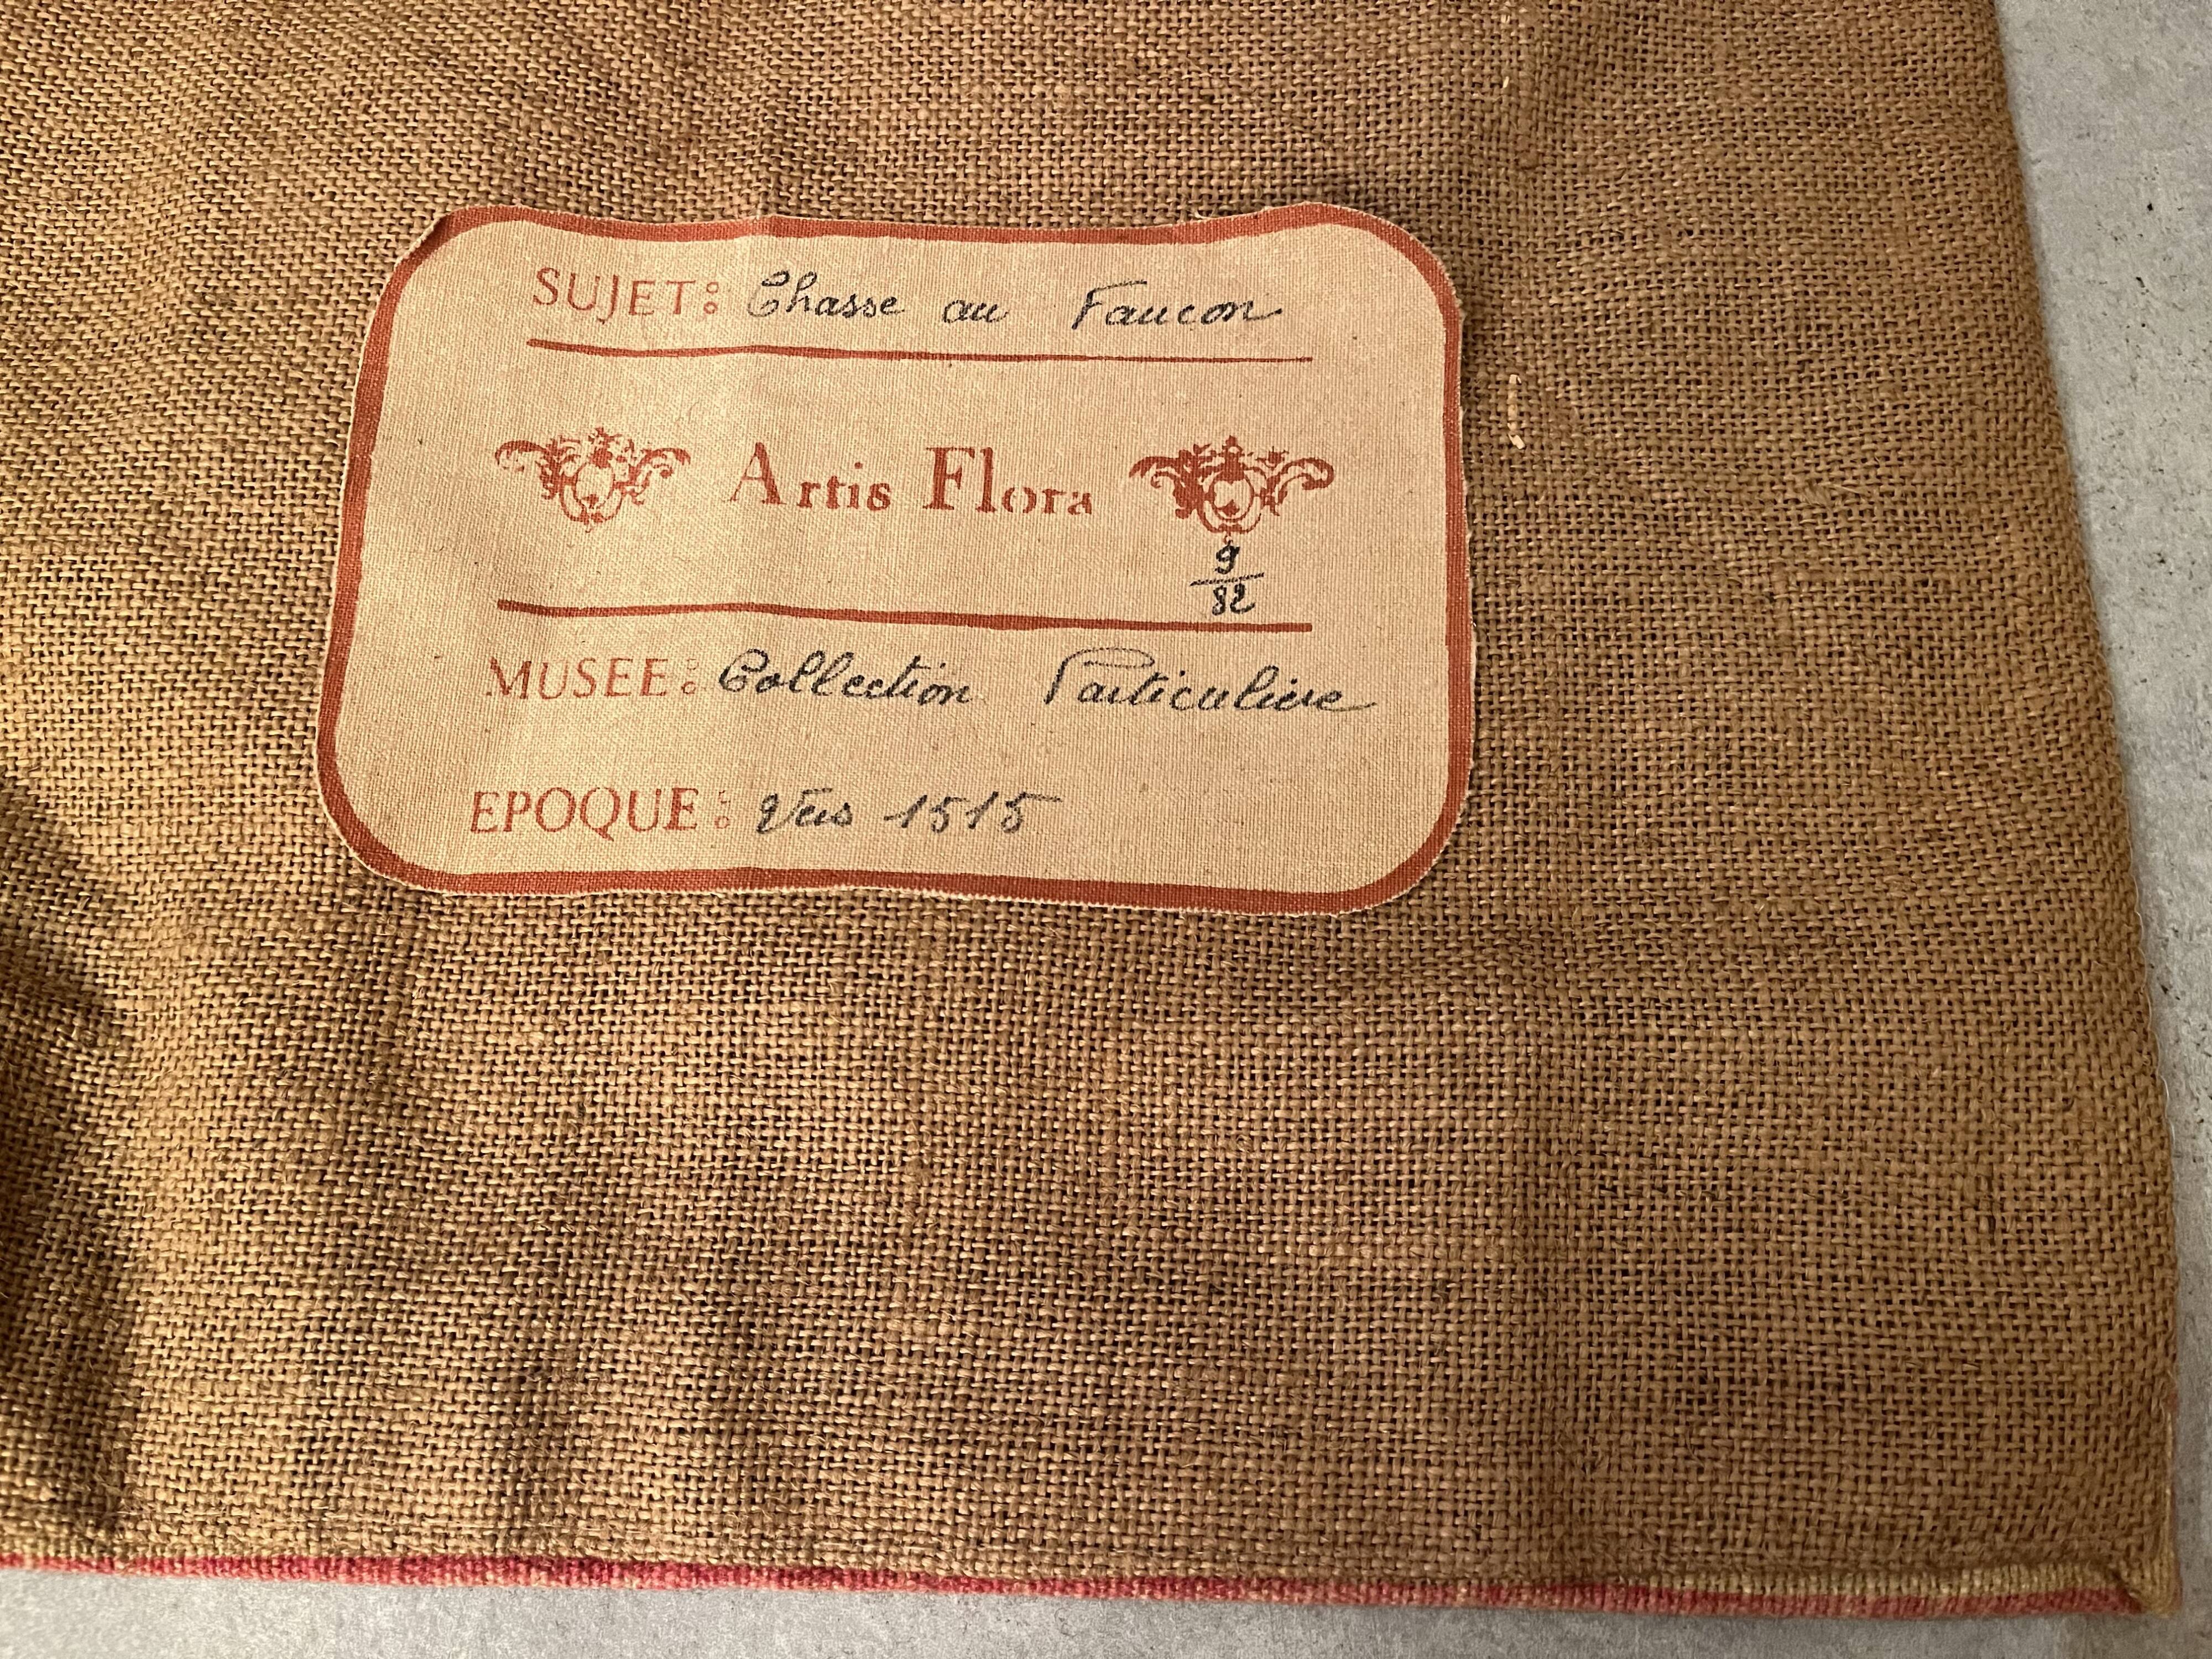 SUJET: Chasse au Faucon
Artis Flora
9
82
MUSEE: Collection Particulière
EPOQUE: Vers 1515